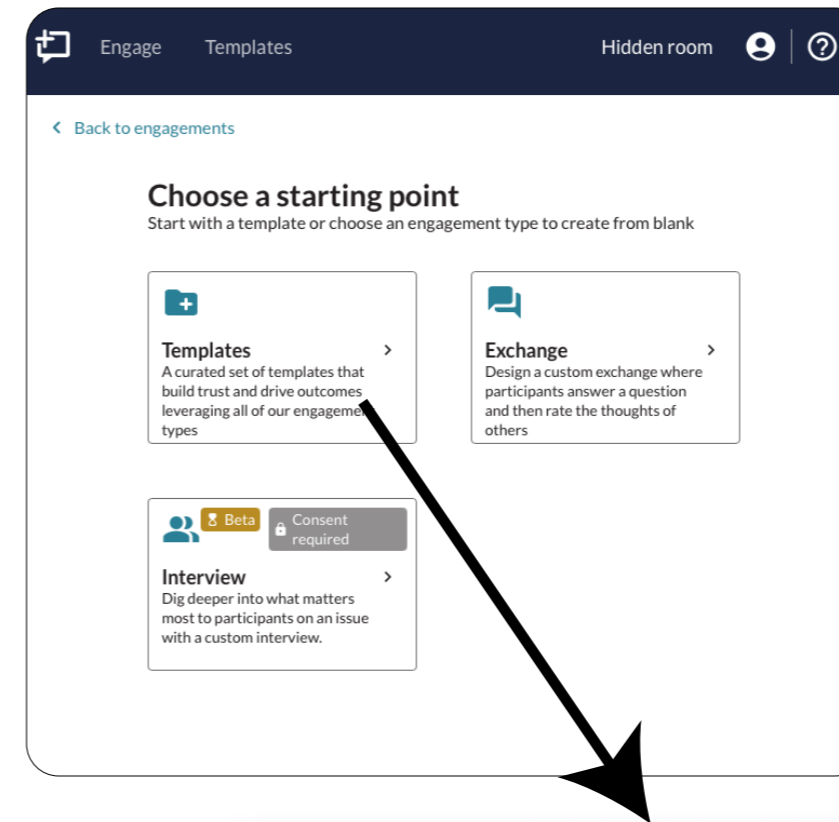 Engage Templates Hidden room
Back to engagements
Choose a starting point
Start with a template or choose an engagement type to create from blank
Templates
A curated set of templates that
build trust and drive outcomes
leveraging all of our engagement
types
Exchange
Design a custom exchange where
participants answer a question
and then rate the thoughts of
others
Beta
Consent
required
Interview
Dig deeper into what matters
most to participants on an issue
with a custom interview.